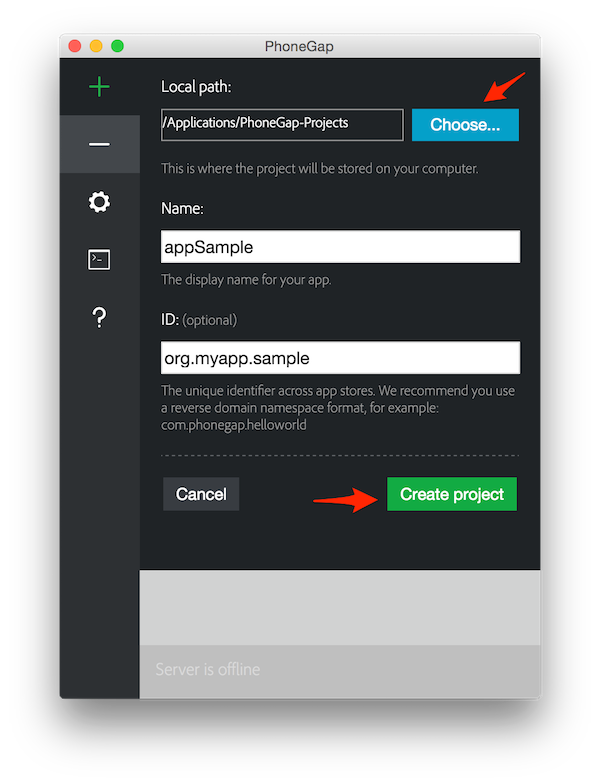 PhoneGap
Local path:
/Applications/PhoneGap-Projects
Choose...
This is where the project will be stored on your computer.
Name:
appSample
The display name for your app.
ID: (optional)
org.myapp.sample
The unique identifier across app stores. We recommend you use
a reverse domain namespace format, for example:
com.phonegap.helloworld
Cancel
Create project
Server is offline